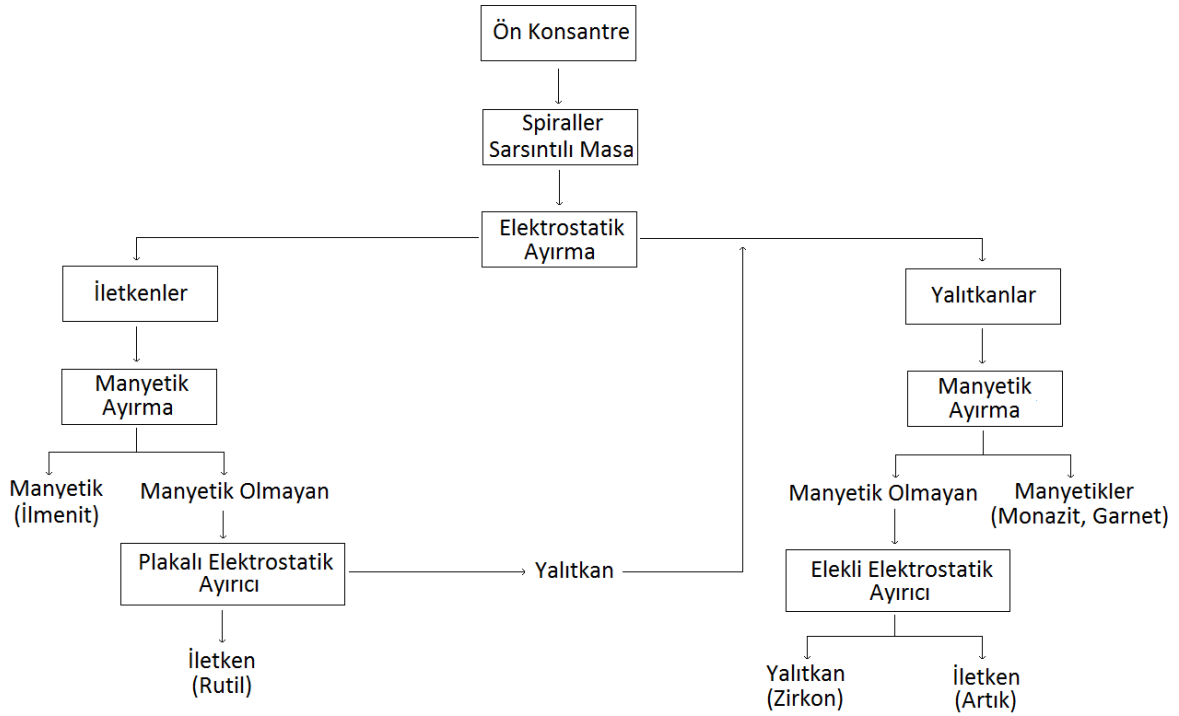 Ön Konsantre
Spiraller
Sarsıntılı Masa
Elektrostatik
Ayırma
İletkenler
Yalıtkanlar
Manyetik
Ayırma
Manyetik
Ayırma
Manyetik
(İlmenit)
Manyetik Olmayan
Manyetik Olmayan
Manyetikler
(Monazit, Garnet)
Plakalı Elektrostatik
Ayırıcı
Yalıtkan
Elekli Elektrostatik
Ayırıcı
İletken
(Rutil)
Yalıtkan
(Zirkon)
İletken
(Artık)